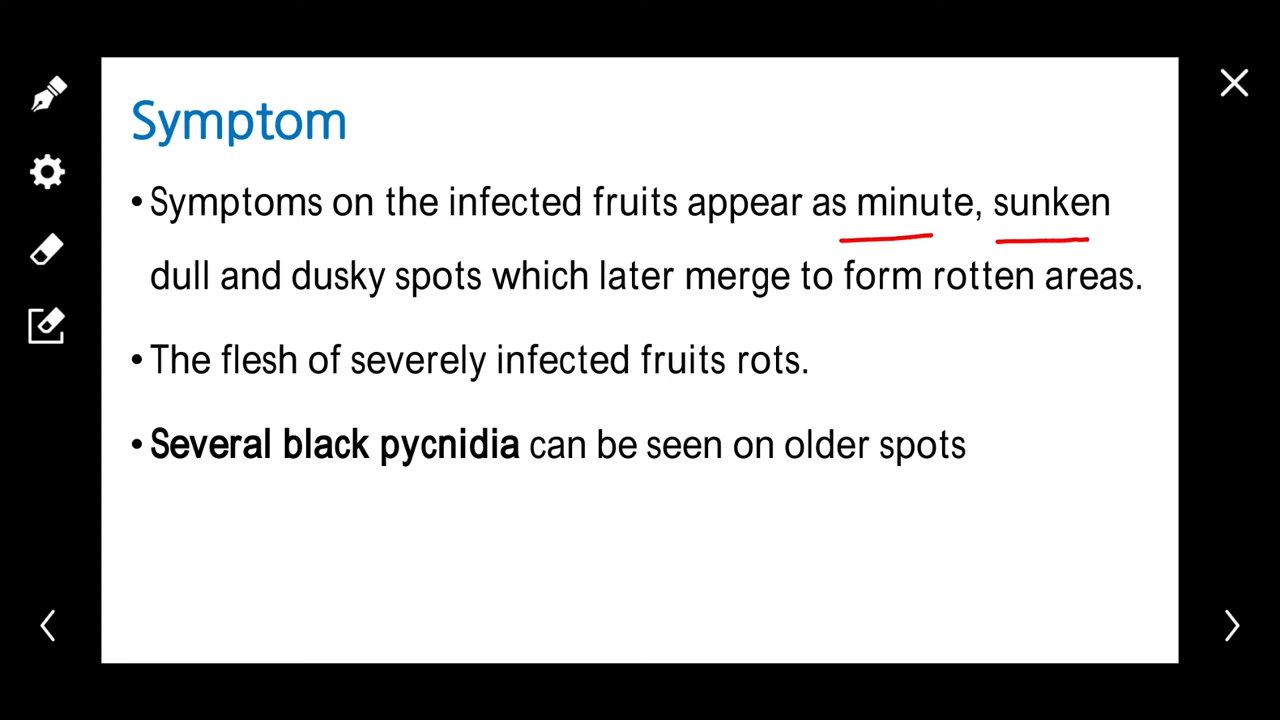 Symptom
• Symptoms on the infected fruits appear as minute, sunken
dull and dusky spots which later merge to form rotten areas.
• The flesh of severely infected fruits rots.
• Several black pycnidia can be seen on older spots